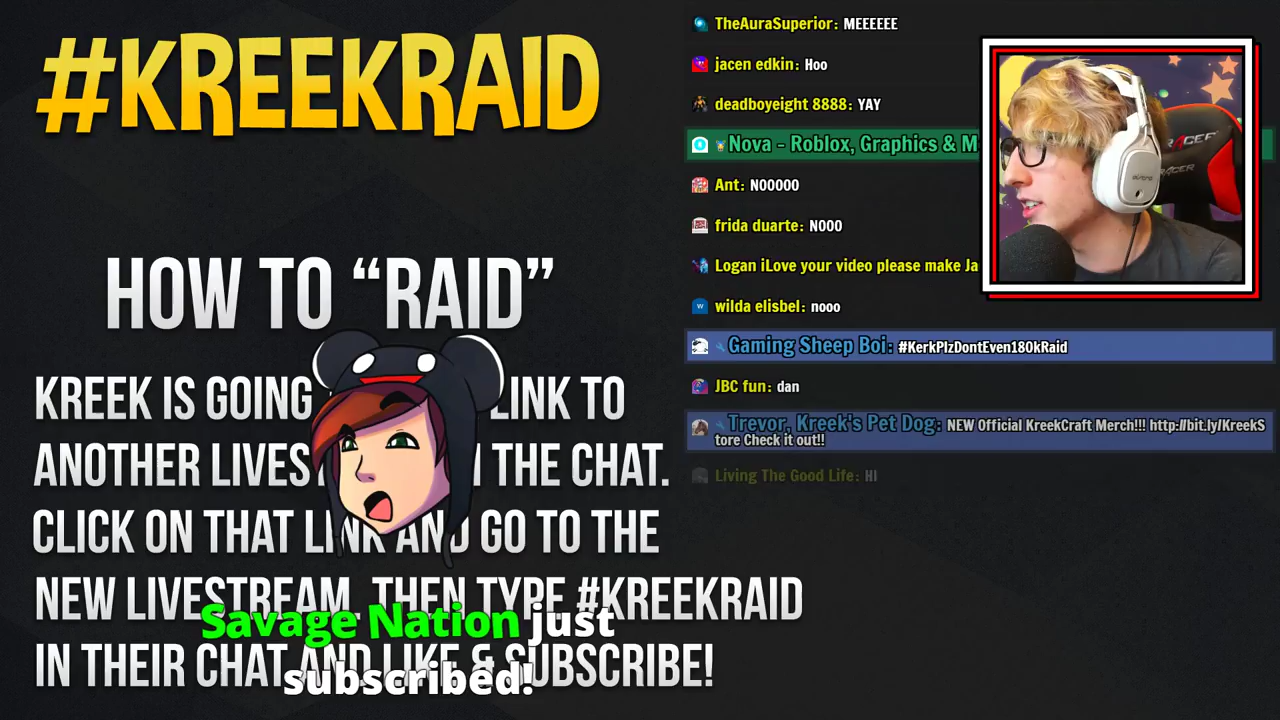 #KREEKRAID
HOW TO “RAID”
KREEK IS GOING LINK TO
ANOTHER LIVES THE CHAT.
CLICK ON THAT LINK AND GO TO THE
NEW LIVESTREAM. THEN TYPE #KREEKRAID
IN THEIR CHAT AND LIKE & SUBSCRIBE!
Savage Nation just
subscribed!
TheAuraSuperior: MEEEEEE
jacen edkin: Hoo
deadboyeight 8888: YAY
Nova - Roblox, Graphics & M
Ant: NOOOOO
frida duarte: NOOO
Logan iLove your video please make Ja
wilda elisbel: nooo
Gaming Sheep Boi: #KerkPlzDontEven180kRaid
JBC fun: dan
Trevor, Kreek's Pet Dog: NEW Official KreekCraft Merch!!! http://bit.ly/KreekS
tore Check it out!!
Living The Good Life: HI